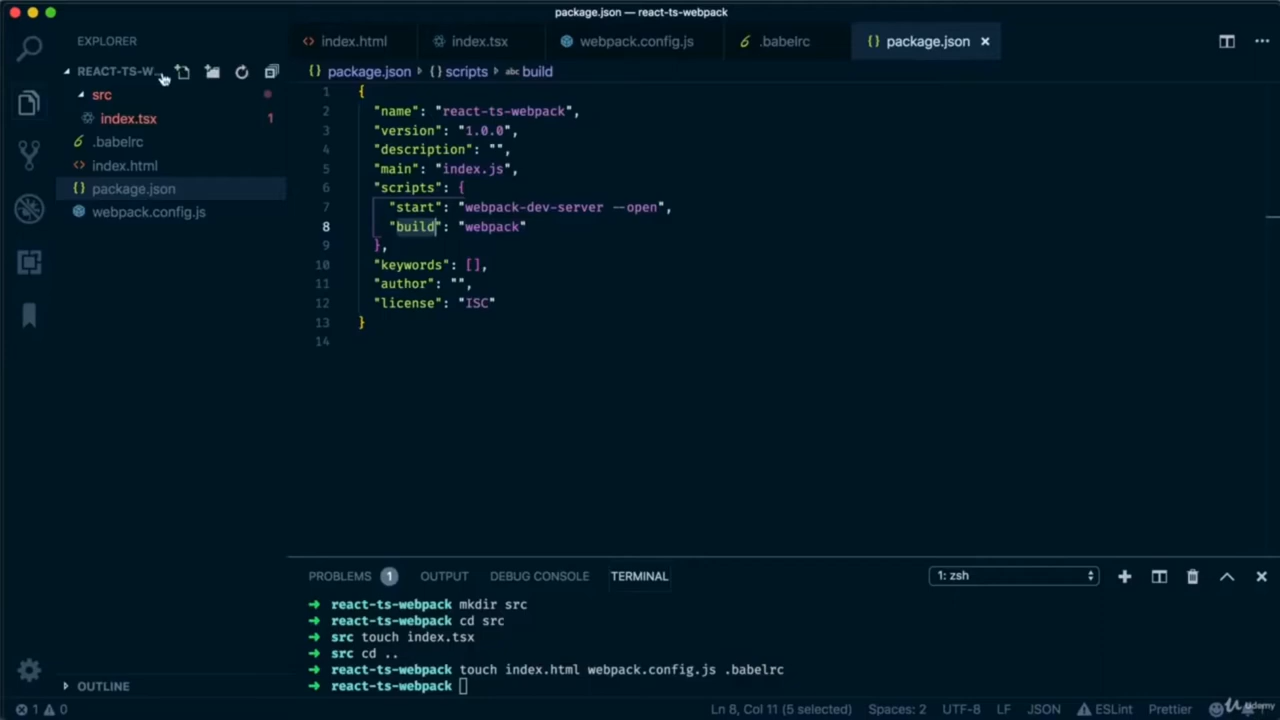 package.json — react-ts-webpack
EXPLORER
index.html
index.tsx
webpack.config.js
.babelrc
{} package.json ×
REACT-TS-W...
{} package.json {} scripts abc build
src
index.tsx 1
.babelrc
index.html
{} package.json
webpack.config.js
1 {
2 "name": "react-ts-webpack",
3 "version": "1.0.0",
4 "description": "",
5 "main": "index.js",
6 "scripts": {
7 "start": "webpack-dev-server --open",
8 "build": "webpack"
9 },
10 "keywords": [],
11 "author": "",
12 "license": "ISC"
13 }
14
PROBLEMS 1 OUTPUT DEBUG CONSOLE TERMINAL 1: zsh
➜ react-ts-webpack mkdir src
➜ react-ts-webpack cd src
➜ src touch index.tsx
➜ src cd ..
➜ react-ts-webpack touch index.html webpack.config.js .babelrc
➜ react-ts-webpack
OUTLINE
1 0 Ln 8, Col 11 (5 selected) Spaces: 2 UTF-8 LF JSON ESLint Prettier
Udemy